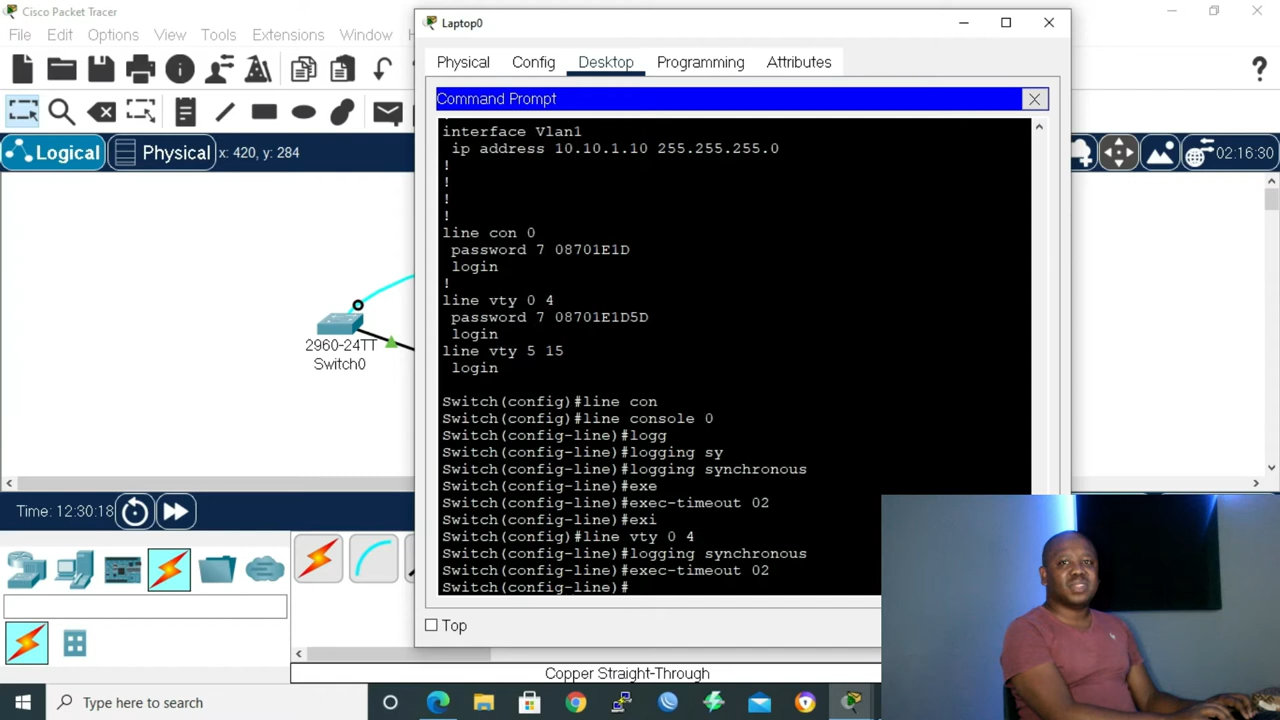 Cisco Packet Tracer
File Edit Options View Tools Extensions Window
Logical Physical x: 420, y: 284
02:16:30
2960-24TT
Switch0
Laptop0
Physical Config Desktop Programming Attributes
Command Prompt
interface Vlan1
ip address 10.10.1.10 255.255.255.0
!
!
!
!
line con 0
password 7 08701E1D
login
!
line vty 0 4
password 7 08701E1D5D
login
line vty 5 15
login
Switch(config)#line con
Switch(config)#line console 0
Switch(config-line)#logg
Switch(config-line)#logging sy
Switch(config-line)#logging synchronous
Switch(config-line)#exe
Switch(config-line)#exec-timeout 02
Switch(config-line)#exi
Switch(config)#line vty 0 4
Switch(config-line)#logging synchronous
Switch(config-line)#exec-timeout 02
Switch(config-line)#
Top
Time: 12:30:18
Copper Straight-Through
Type here to search